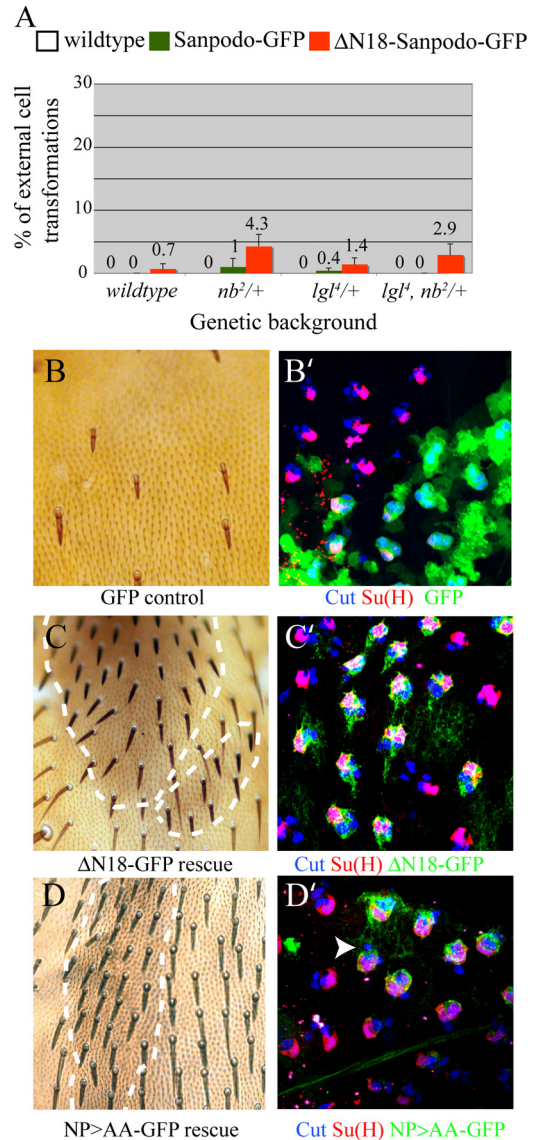 A
wildtype Sanpodo-GFP ΔN18-Sanpodo-GFP
% of external cell transformations
30
20
10
0
0 0 0.7 0 1 4.3 0 0.4 1.4 0 0 2.9
wildtype nb²/+ lgl⁴/+ lgl⁴, nb²/+
Genetic background
B B'
GFP control Cut Su(H) GFP
C C'
ΔN18-GFP rescue Cut Su(H) ΔN18-GFP
D D'
NP>AA-GFP rescue Cut Su(H) NP>AA-GFP